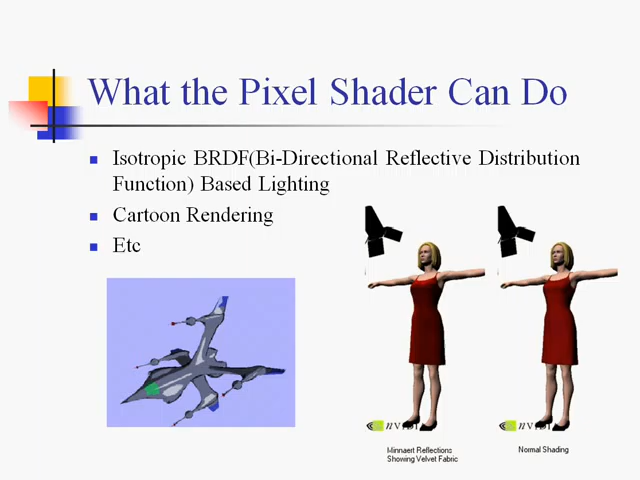 What the Pixel Shader Can Do
Isotropic BRDF(Bi-Directional Reflective Distribution
Function) Based Lighting
Cartoon Rendering
Etc
Minnaert Reflections
Showing Velvet Fabric
Normal Shading